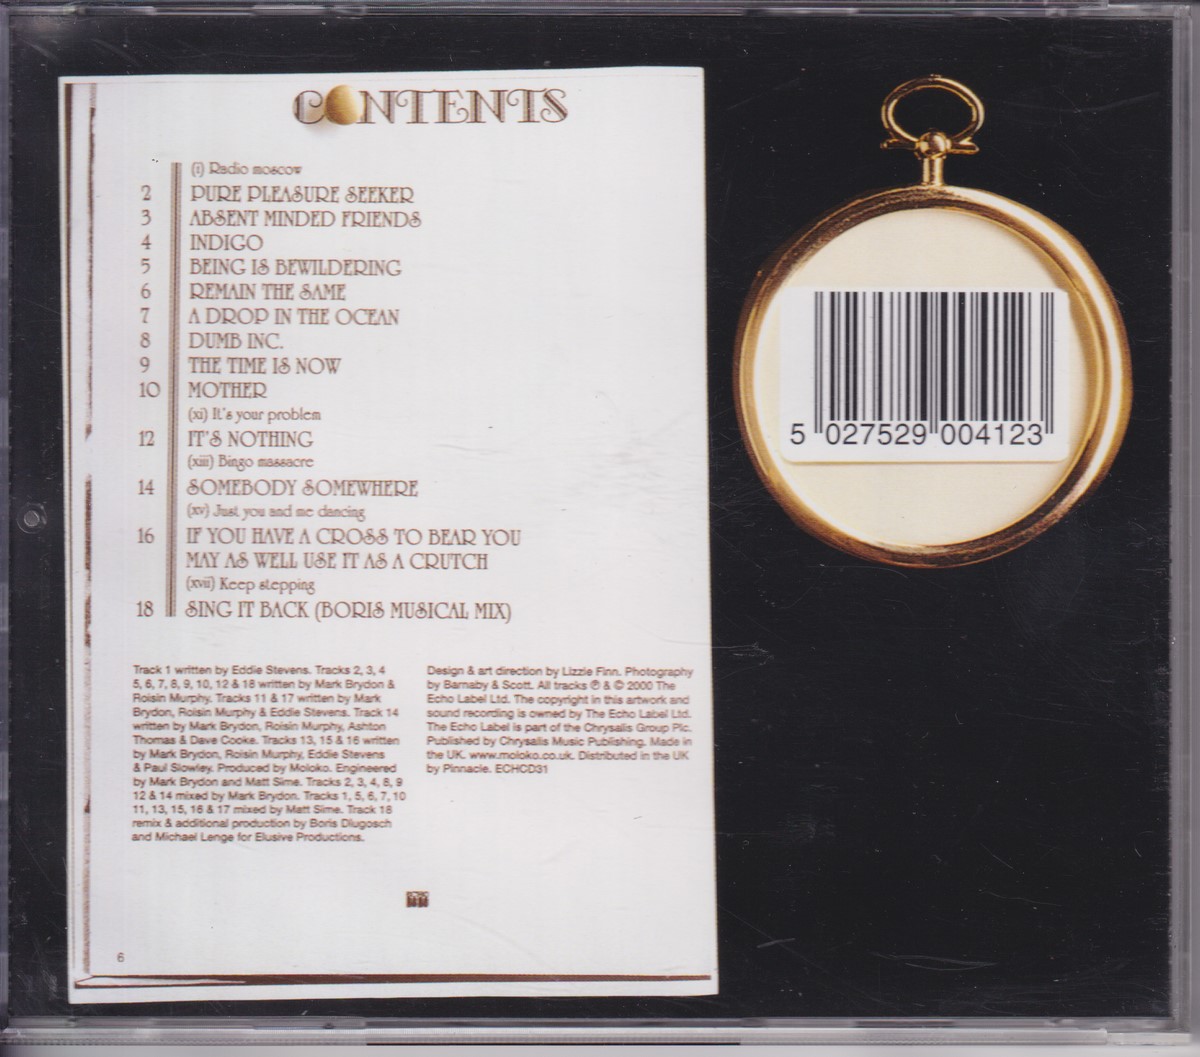 CONTENTS
(i) Radio moscow
2 PURE PLEASURE SEEKER
3 ABSENT MINDED FRIENDS
4 INDIGO
5 BEING IS BEWILDERING
6 REMAIN THE SAME
7 A DROP IN THE OCEAN
8 DUMB INC.
9 THE TIME IS NOW
10 MOTHER
(xi) It's your problem
12 IT'S NOTHING
(xiii) Bingo massacre
14 SOMEBODY SOMEWHERE
(xv) Just you and me dancing
16 IF YOU HAVE A CROSS TO BEAR YOU
MAY AS WELL USE IT AS A CRUTCH
(xvii) Keep stepping
18 SING IT BACK (BORIS MUSICAL MIX)
Track 1 written by Eddie Stevens. Tracks 2, 3, 4
5, 6, 7, 8, 9, 10, 12 & 18 written by Mark Brydon &
Roisin Murphy. Tracks 11 & 17 written by Mark
Brydon, Roisin Murphy & Eddie Stevens. Track 14
written by Mark Brydon, Roisin Murphy, Ashton
Thomas & Dave Cooke. Tracks 13, 15 & 16 written
by Mark Brydon, Roisin Murphy, Eddie Stevens
& Paul Slowley. Produced by Moloko. Engineered
by Mark Brydon and Matt Sime. Tracks 2, 3, 4, 8, 9
12 & 14 mixed by Mark Brydon. Tracks 1, 5, 6, 7, 10
11, 13, 15, 16 & 17 mixed by Matt Sime. Track 18
remix & additional production by Boris Dlugosch
and Michael Lange for Elusive Productions.
Design & art direction by Lizzie Finn. Photography
by Barnaby & Scott. All tracks ℗ & © 2000 The
Echo Label Ltd. The copyright in this artwork and
sound recording is owned by The Echo Label Ltd.
The Echo Label is part of the Chrysalis Group Plc.
Published by Chrysalis Music Publishing. Made in
the UK. www.moloko.co.uk. Distributed in the UK
by Pinnacle. ECHCD31
6
5 027529 004123